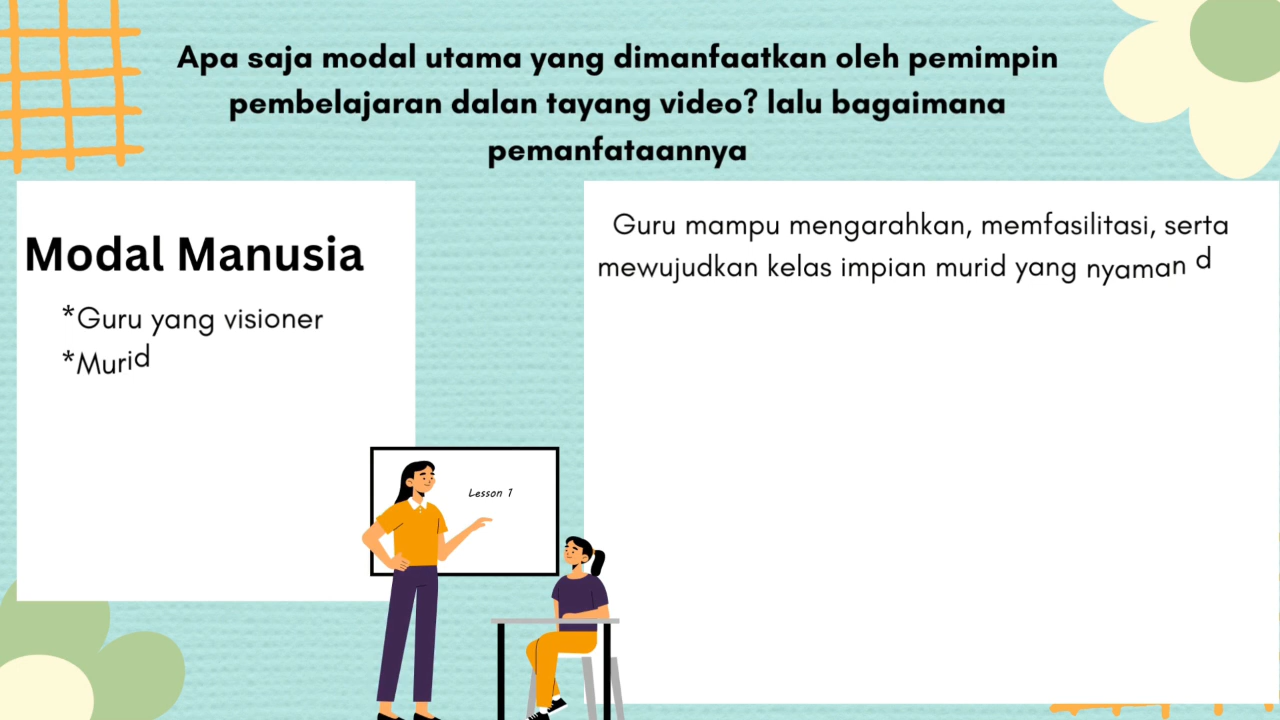 Apa saja modal utama yang dimanfaatkan oleh pemimpin
pembelajaran dalan tayang video? lalu bagaimana
pemanfataannya
Modal Manusia
*Guru yang visioner
*Murid
Guru mampu mengarahkan, memfasilitasi, serta
mewujudkan kelas impian murid yang nyaman d
Lesson 1